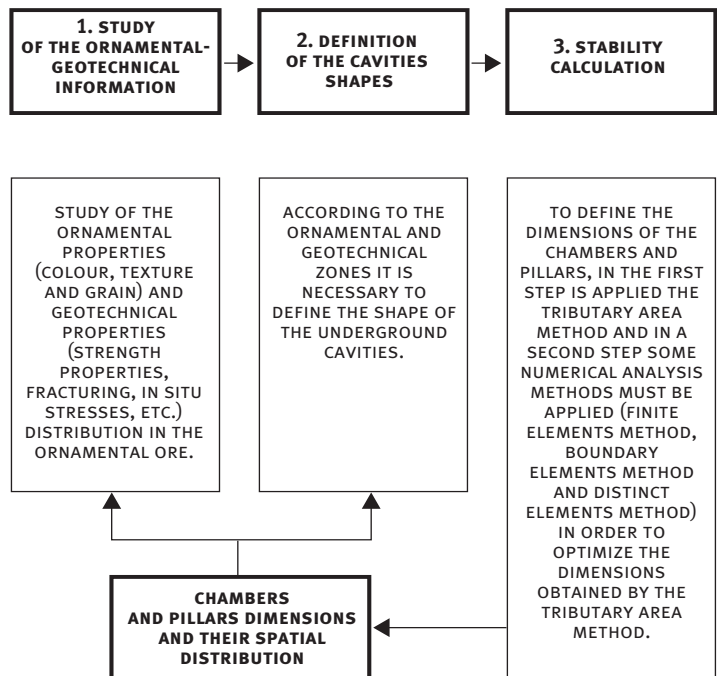 1. STUDY
OF THE ORNAMENTAL-
GEOTECHNICAL
INFORMATION
2. DEFINITION
OF THE CAVITIES
SHAPES
3. STABILITY
CALCULATION
STUDY OF THE
ORNAMENTAL
PROPERTIES
(COLOUR, TEXTURE
AND GRAIN) AND
GEOTECHNICAL
PROPERTIES
(STRENGTH
PROPERTIES,
FRACTURING, IN SITU
STRESSES, ETC.)
DISTRIBUTION IN THE
ORNAMENTAL ORE.
ACCORDING TO THE
ORNAMENTAL AND
GEOTECHNICAL
ZONES IT IS
NECESSARY TO
DEFINE THE SHAPE OF
THE UNDERGROUND
CAVITIES.
TO DEFINE THE
DIMENSIONS OF THE
CHAMBERS AND
PILLARS, IN THE FIRST
STEP IS APPLIED THE
TRIBUTARY AREA
METHOD AND IN A
SECOND STEP SOME
NUMERICAL ANALYSIS
METHODS MUST BE
APPLIED (FINITE
ELEMENTS METHOD,
BOUNDARY
ELEMENTS METHOD
AND DISTINCT
ELEMENTS METHOD)
IN ORDER TO
OPTIMIZE THE
DIMENSIONS
OBTAINED BY THE
TRIBUTARY AREA
METHOD.
CHAMBERS
AND PILLARS DIMENSIONS
AND THEIR SPATIAL
DISTRIBUTION